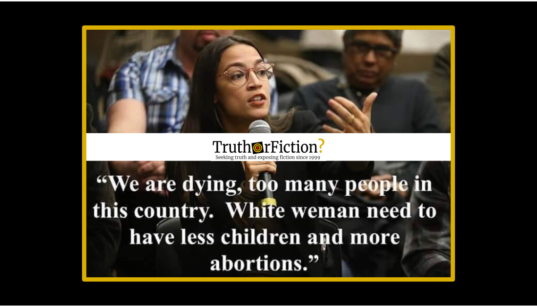 TruthorFiction?
Seeking truth and exposing fiction since 1999
“We are dying, too many people in
this country. White weman need to
have less children and more
abortions.”